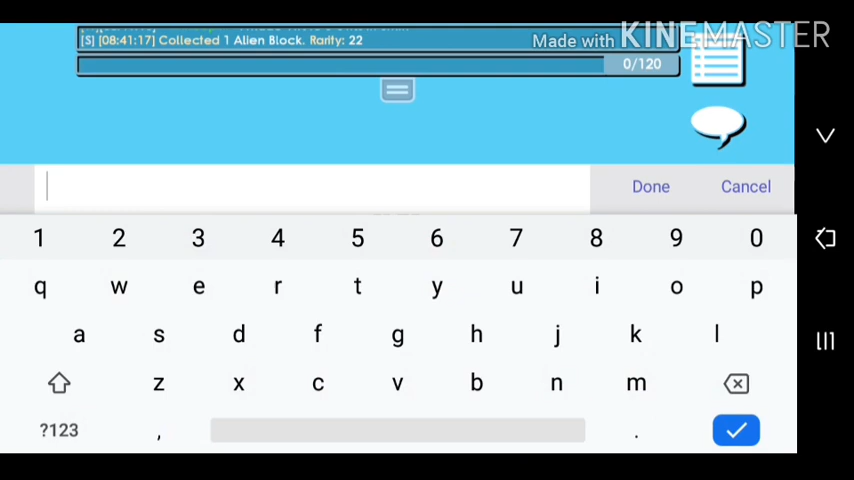 [S] [08:41:17] Collected 1 Alien Block. Rarity: 22
Made with KINEMASTER
0/120
Done Cancel
1 2 3 4 5 6 7 8 9 0
q w e r t y u i o p
a s d f g h j k l
z x c v b n m
?123 , .